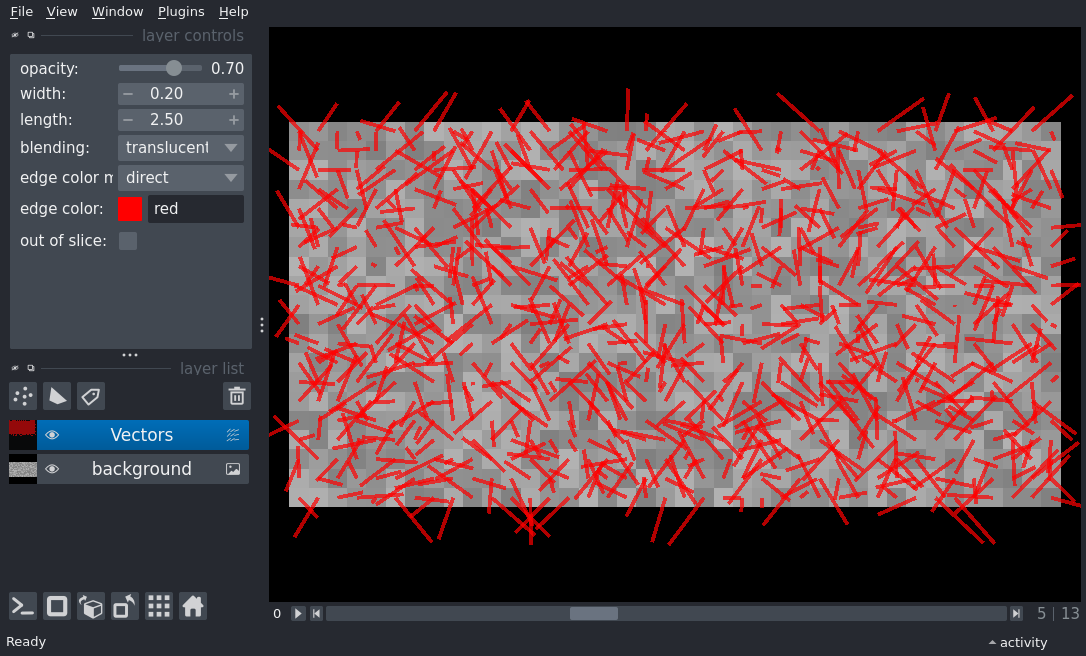 File View Window Plugins Help
layer controls
opacity: 0.70
width: 0.20
length: 2.50
blending: translucent
edge color m direct
edge color: red
out of slice:
layer list
Vectors
background
0 5 | 13
Ready activity